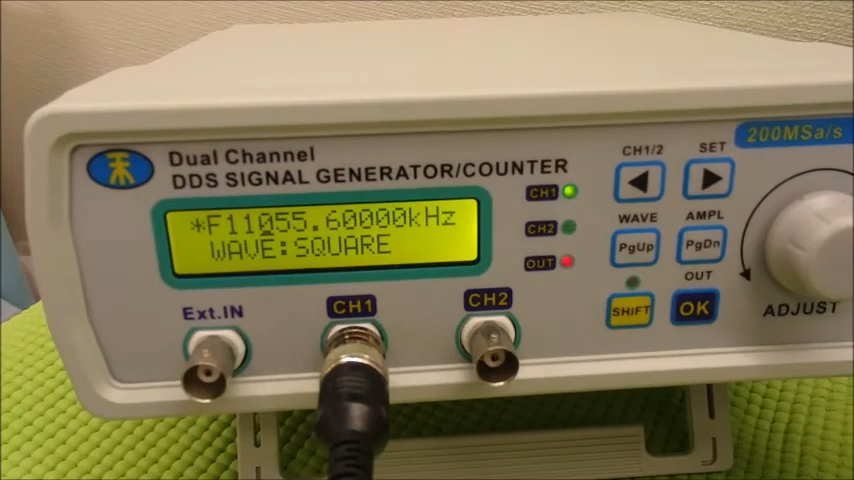 Dual Channel
DDS SIGNAL GENERATOR/COUNTER
200MSa/s
CH1/2
SET
*F11055.60000kHz
WAVE:SQUARE
CH1
CH2
OUT
WAVE
AMPL
PgUp
PgDn
OUT
SHIFT
OK
ADJUST
Ext.IN
CH1
CH2